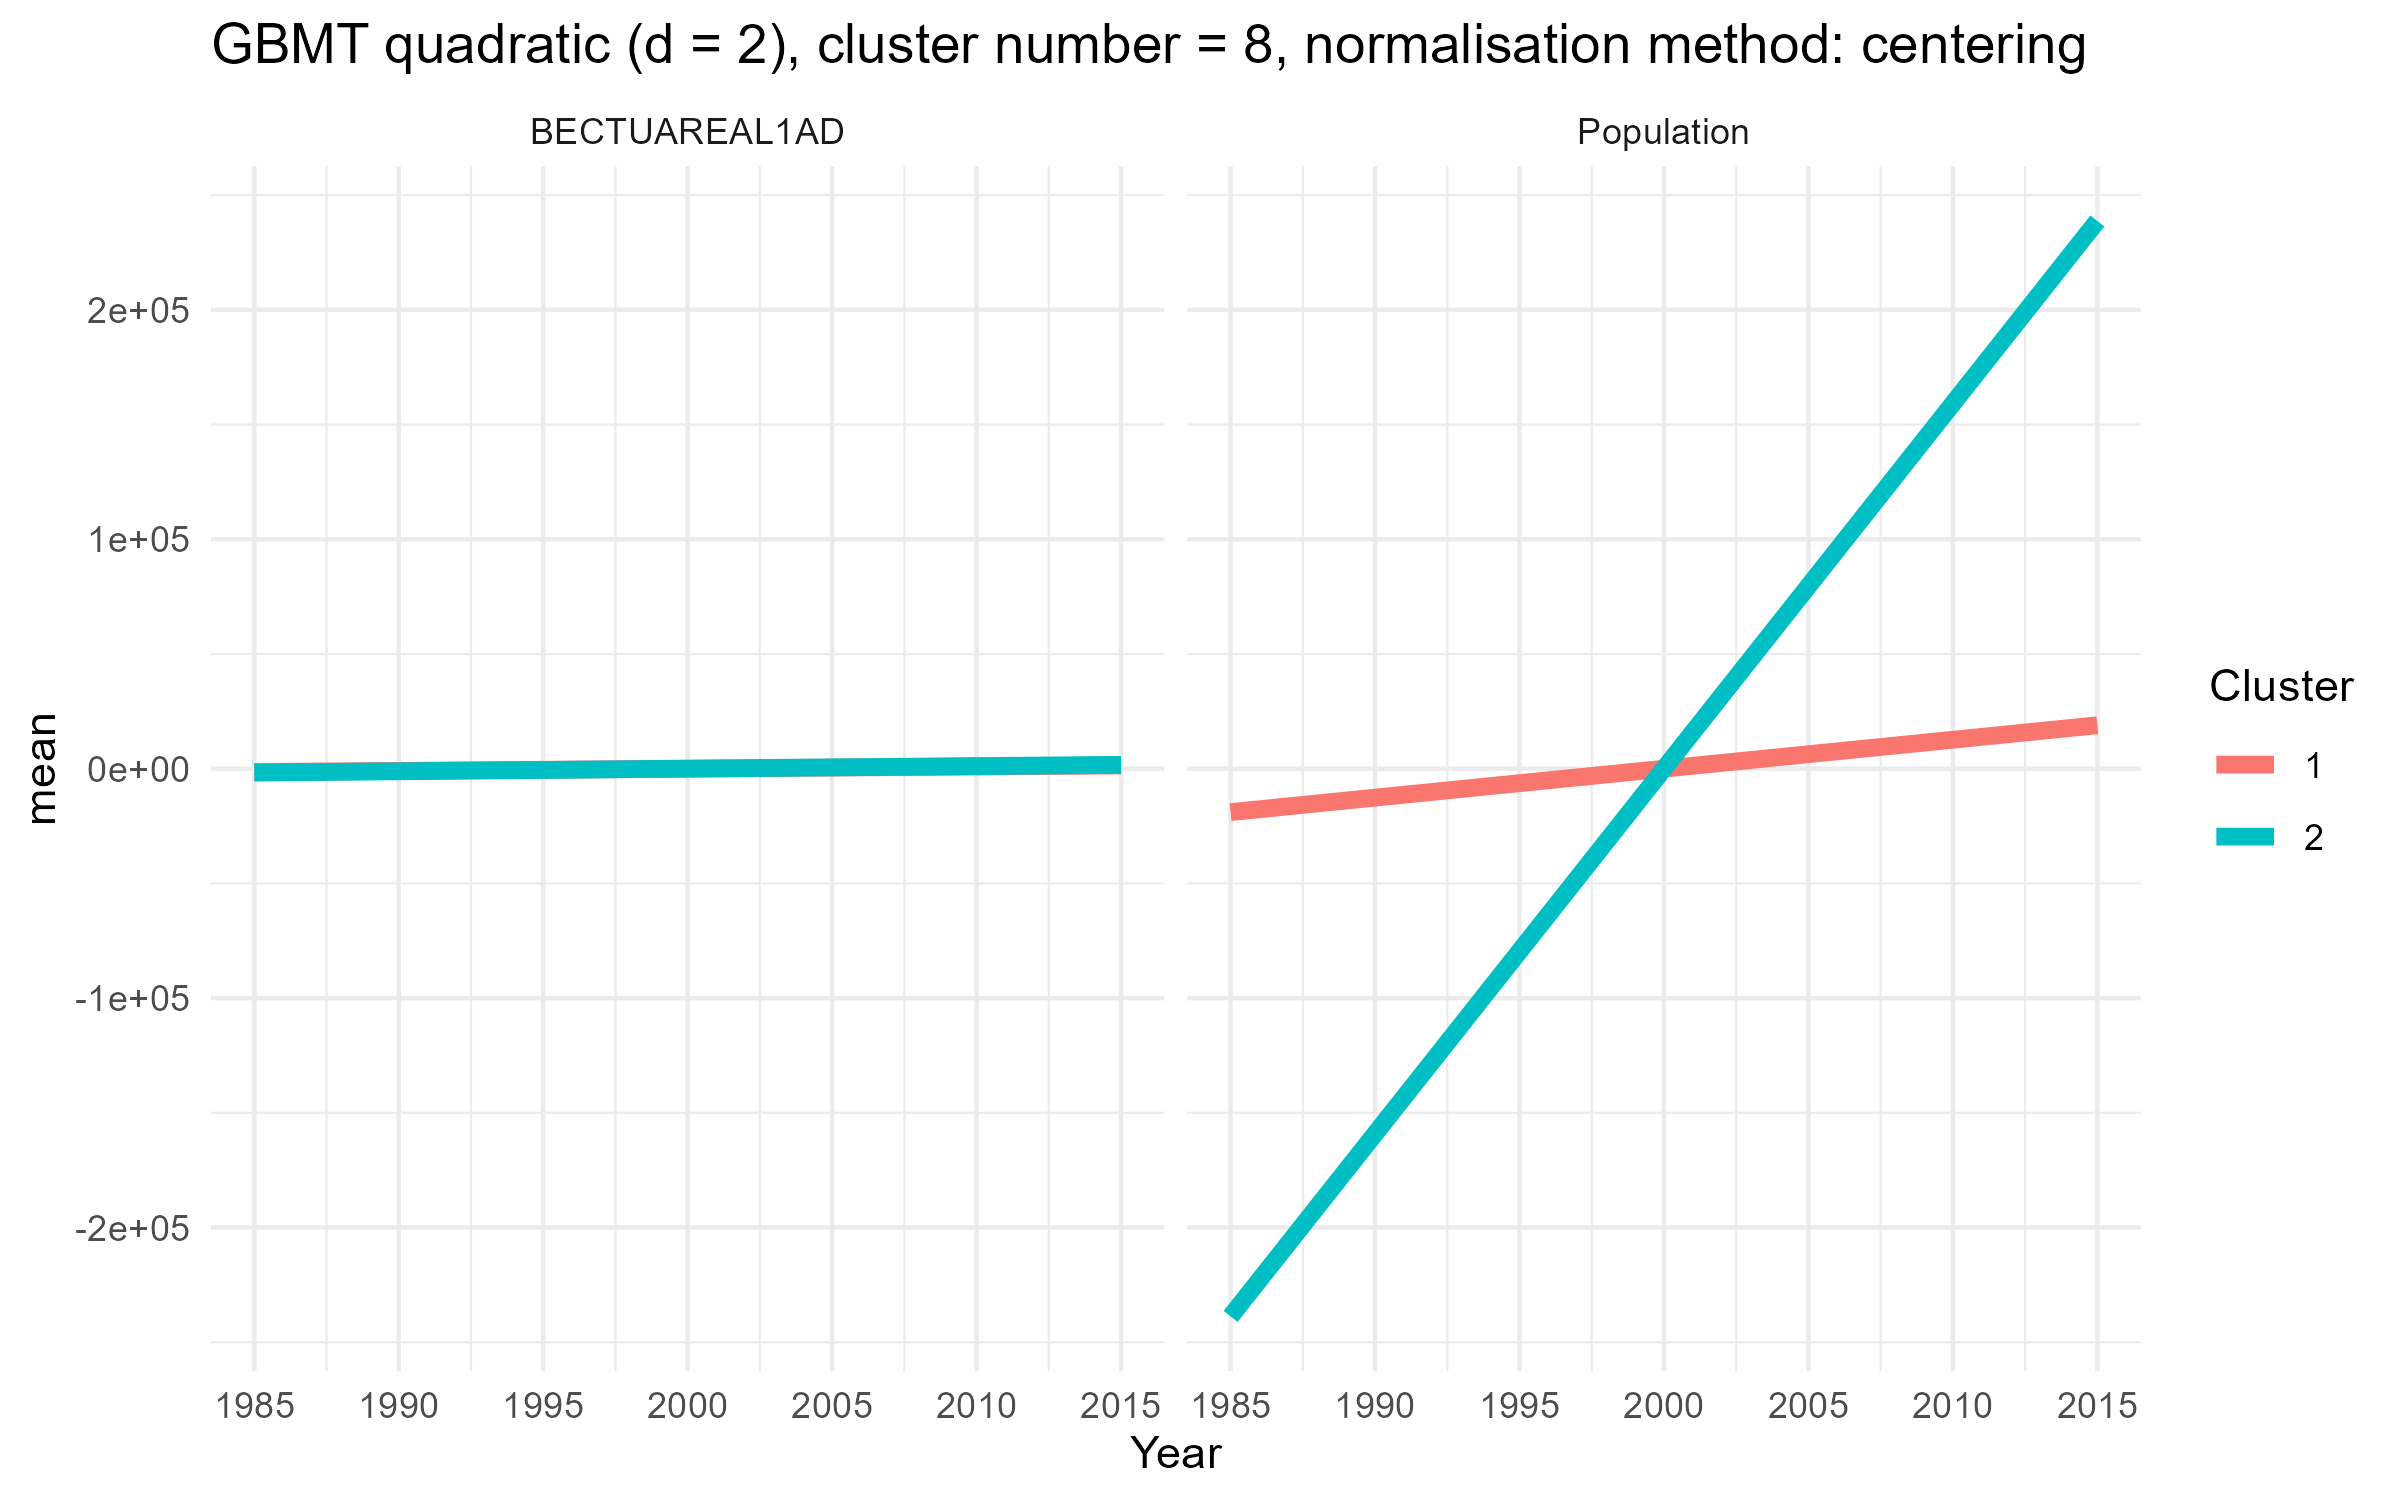 GBMT quadratic (d = 2), cluster number = 8, normalisation method: centering
BECTUAREAL1AD
Population
2e+05
1e+05
0e+00
-1e+05
-2e+05
mean
1985 1990 1995 2000 2005 2010 2015
1985 1990 1995 2000 2005 2010 2015
Year
Cluster
1
2